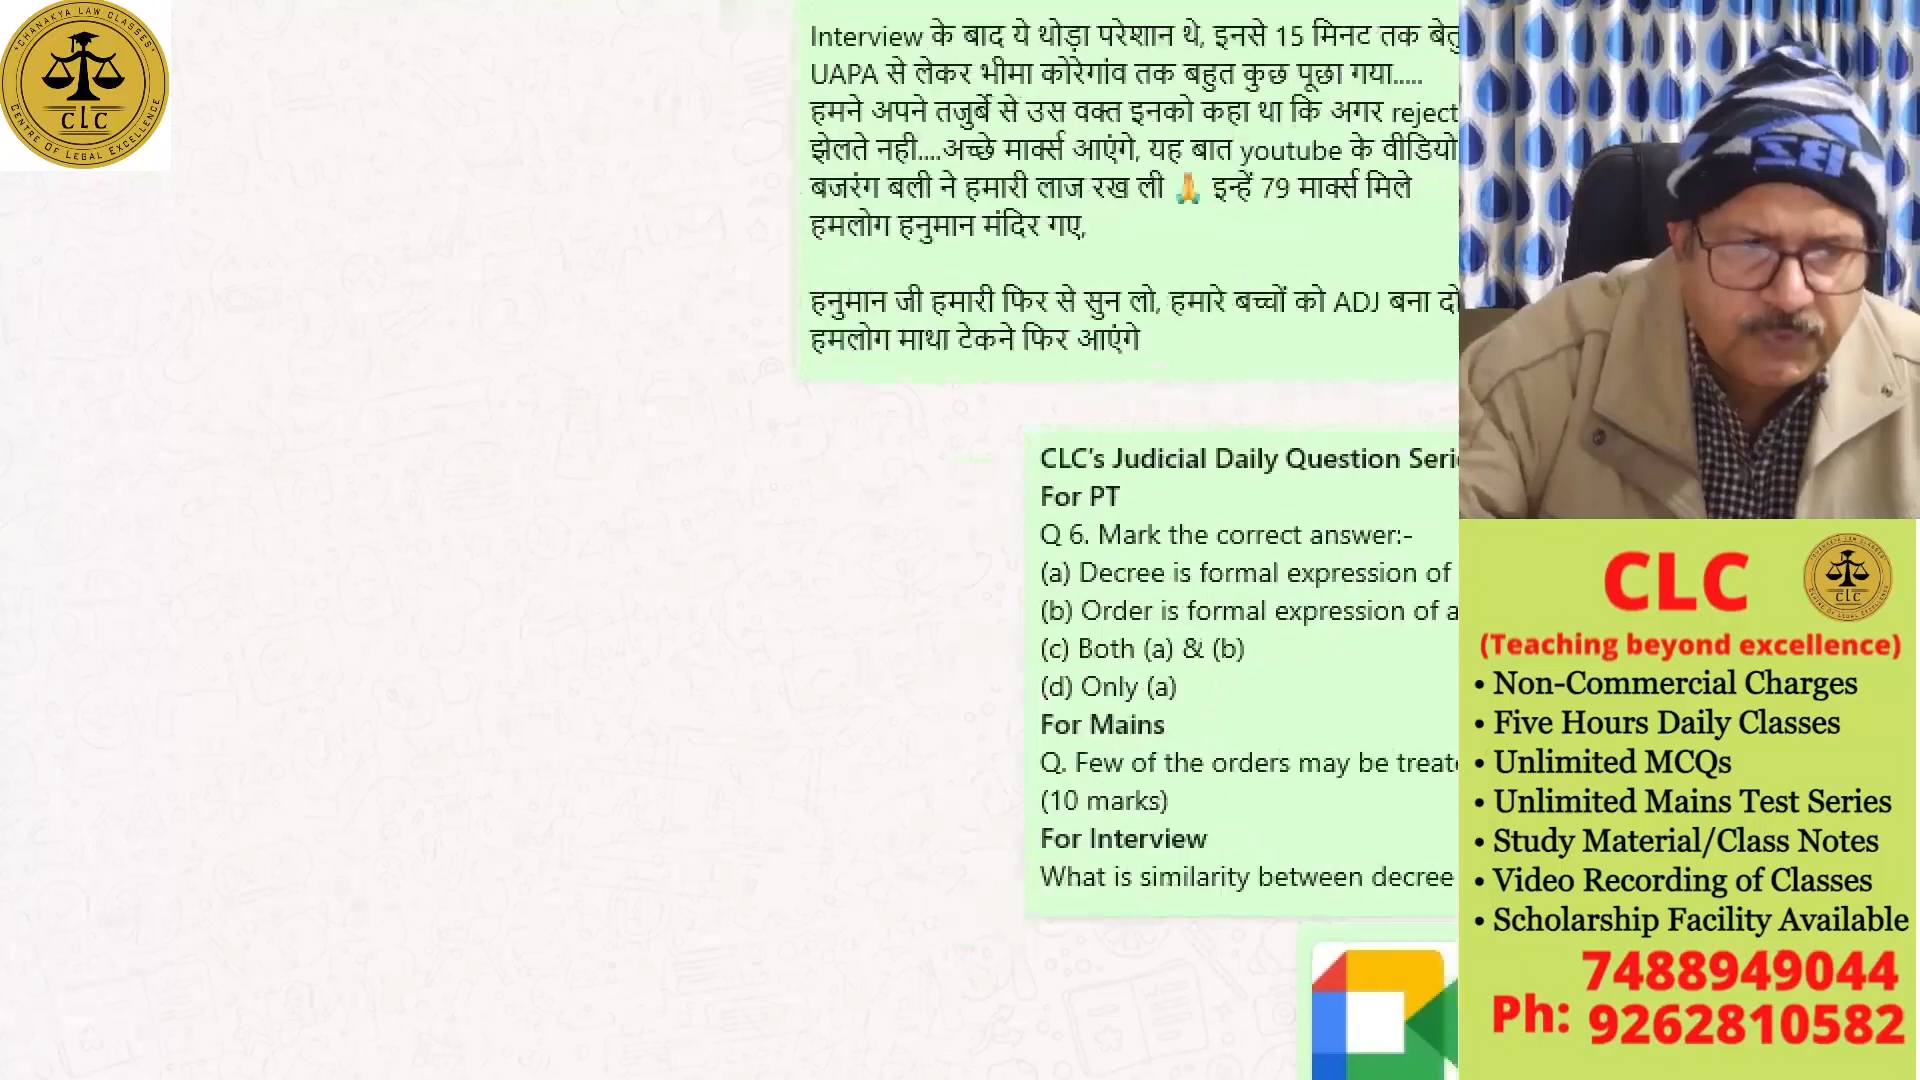 CHANAKYA LAW CLASSES
CLC
CENTRE OF LEGAL EXCELLENCE
Interview के बाद ये थोड़ा परेशान थे, इनसे 15 मिनट तक
UAPA से लेकर भीमा कोरेगांव तक बहुत कुछ पूछा गया.....
हमने अपने तजुर्बे से उस वक्त इनको कहा था कि अगर reject
झेलते नही....अच्छे मार्क्स आएंगे, यह बात youtube के वीडियो
बजरंग बली ने हमारी लाज रख ली 🙏 इन्हें 79 मार्क्स मिले
हमलोग हनुमान मंदिर गए,
हनुमान जी हमारी फिर से सुन लो, हमारे बच्चों को ADJ बना दो
हमलोग माथा टेकने फिर आएंगे
CLC's Judicial Daily Question
For PT
Q 6. Mark the correct answer:-
(a) Decree is formal expression of
(b) Order is formal expression of a
(c) Both (a) & (b)
(d) Only (a)
For Mains
Q. Few of the orders may be
(10 marks)
For Interview
What is similarity between decree
CLC
(Teaching beyond excellence)
• Non-Commercial Charges
• Five Hours Daily Classes
• Unlimited MCQs
• Unlimited Mains Test Series
• Study Material/Class Notes
• Video Recording of Classes
• Scholarship Facility Available
7488949044
Ph: 9262810582